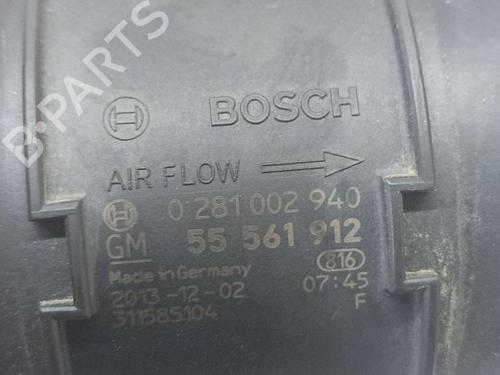 BOSCH
AIR FLOW
0 281 002 940
GM 55 561 912
Made in Germany 816
2013-12-02 07:45
311585104 F
B-PARTS